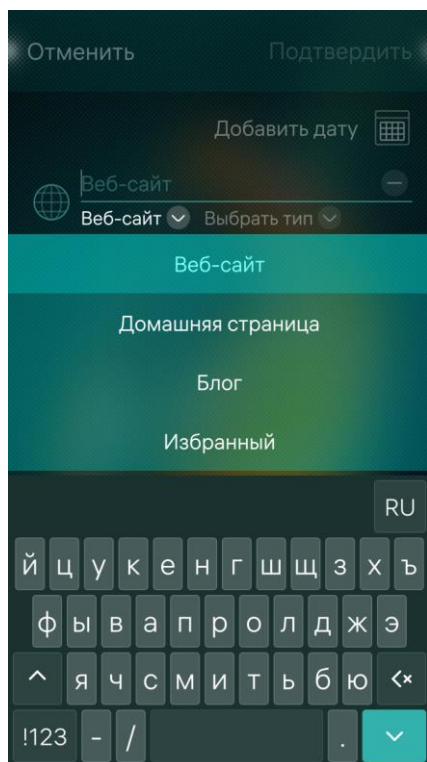 Отменить Подтвердить
Добавить дату
Веб-сайт
Веб-сайт Выбрать тип
Веб-сайт
Домашняя страница
Блог
Избранный
RU
й ц у к е н г ш щ з х ъ
ф ы в а п р о л д ж э
я ч с м и т ь б ю
!123 - / .